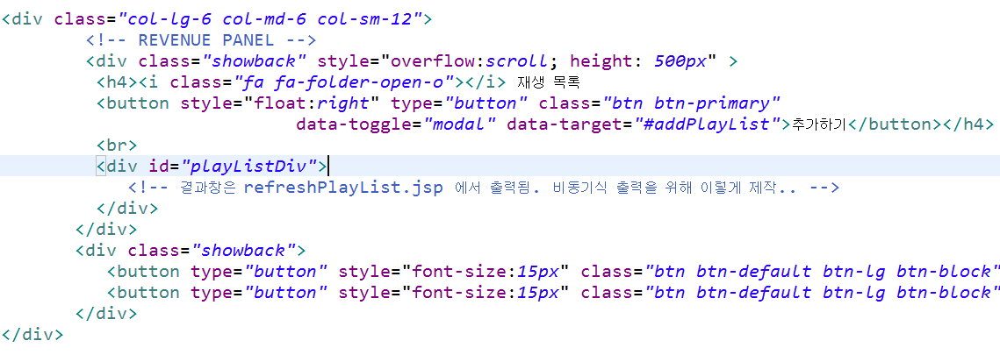 <div class="col-lg-6 col-md-6 col-sm-12">
<!-- REVENUE PANEL -->
<div class="showback" style="overflow:scroll; height: 500px" >
<h4><i class="fa fa-folder-open-o"></i> 재생 목록
<button style="float:right" type="button" class="btn btn-primary"
data-toggle="modal" data-target="#addPlayList">추가하기</button></h4>
<br>
<div id="playListDiv">
<!-- 결과창은 refreshPlayList.jsp 에서 출력됨. 비동기식 출력을 위해 이렇게 제작.. -->
</div>
</div>
<div class="showback">
<button type="button" style="font-size:15px" class="btn btn-default btn-lg btn-block"
<button type="button" style="font-size:15px" class="btn btn-default btn-lg btn-block"
</div>
</div>